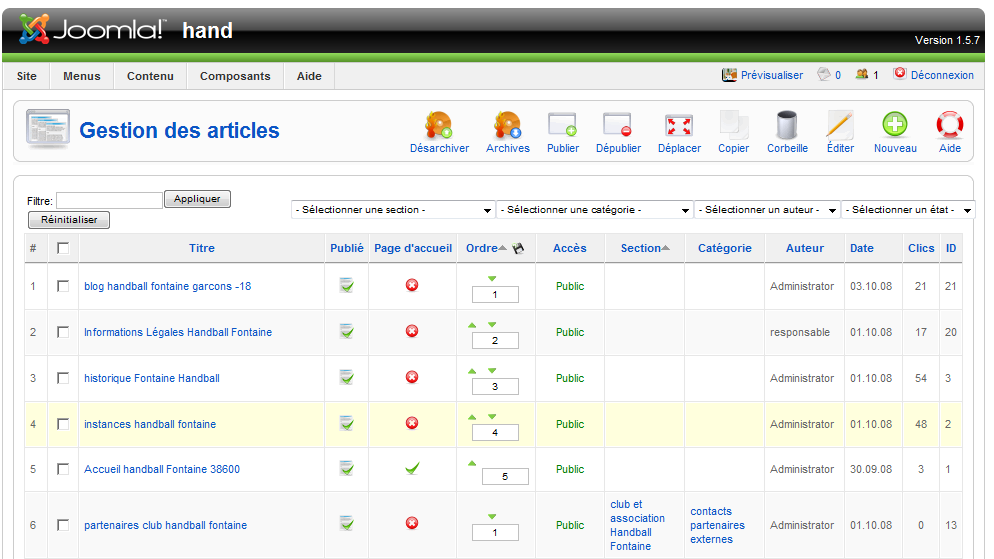 Joomla! hand
Version 1.5.7
Site Menus Contenu Composants Aide Prévisualiser 0 1 Déconnexion
Gestion des articles
Désarchiver Archives Publier Dépublier Déplacer Copier Corbeille Éditer Nouveau Aide
Filtre: Appliquer
Réinitialiser
- Sélectionner une section - - Sélectionner une catégorie - - Sélectionner un auteur - - Sélectionner un état -
# Titre Publié Page d'accueil Ordre Accès Section Catégorie Auteur Date Clics ID
1 blog handball fontaine garcons -18 1 Public Administrator 03.10.08 21 21
2 Informations Légales Handball Fontaine 2 Public responsable 01.10.08 17 20
3 historique Fontaine Handball 3 Public Administrator 01.10.08 54 3
4 instances handball fontaine 4 Public Administrator 01.10.08 48 2
5 Accueil handball Fontaine 38600 5 Public Administrator 30.09.08 3 1
6 partenaires club handball fontaine 1 Public
club et
association
Handball
Fontaine
contacts
partenaires
externes
Administrator 01.10.08 0 13